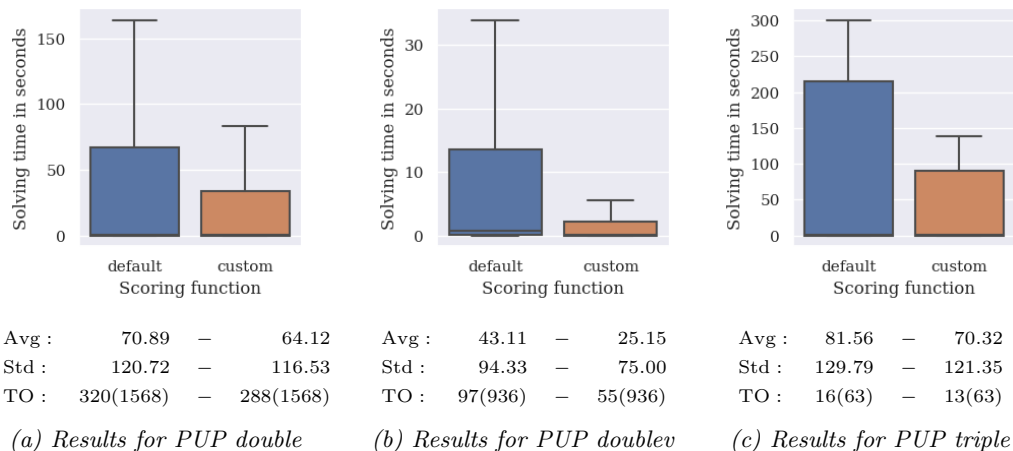 Solving time in seconds
150
100
50
0
default custom
Scoring function
Solving time in seconds
30
20
10
0
default custom
Scoring function
Solving time in seconds
300
250
200
150
100
50
0
default custom
Scoring function
Avg : 70.89 − 64.12
Std : 120.72 − 116.53
TO : 320(1568) − 288(1568)
(a) Results for PUP double
Avg : 43.11 − 25.15
Std : 94.33 − 75.00
TO : 97(936) − 55(936)
(b) Results for PUP doublev
Avg : 81.56 − 70.32
Std : 129.79 − 121.35
TO : 16(63) − 13(63)
(c) Results for PUP triple